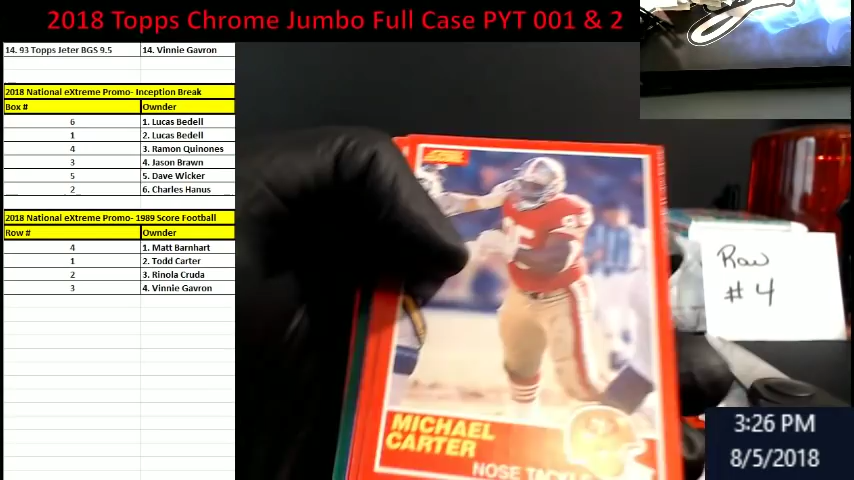 2018 Topps Chrome Jumbo Full Case PYT 001 & 2
14. 93 Topps Jeter BGS 9.5 14. Vinnie Gavron
2018 National eXtreme Promo- Inception Break
Box # Ownder
6 1. Lucas Bedell
1 2. Lucas Bedell
4 3. Ramon Quinones
3 4. Jason Brawn
5 5. Dave Wicker
2 6. Charles Hanus
2018 National eXtreme Promo- 1989 Score Football
Row # Ownder
4 1. Matt Barnhart
1 2. Todd Carter
2 3. Rinola Cruda
3 4. Vinnie Gavron
SCORE
MICHAEL
CARTER
NOSE TACKLE
Row
#4
3:26 PM
8/5/2018